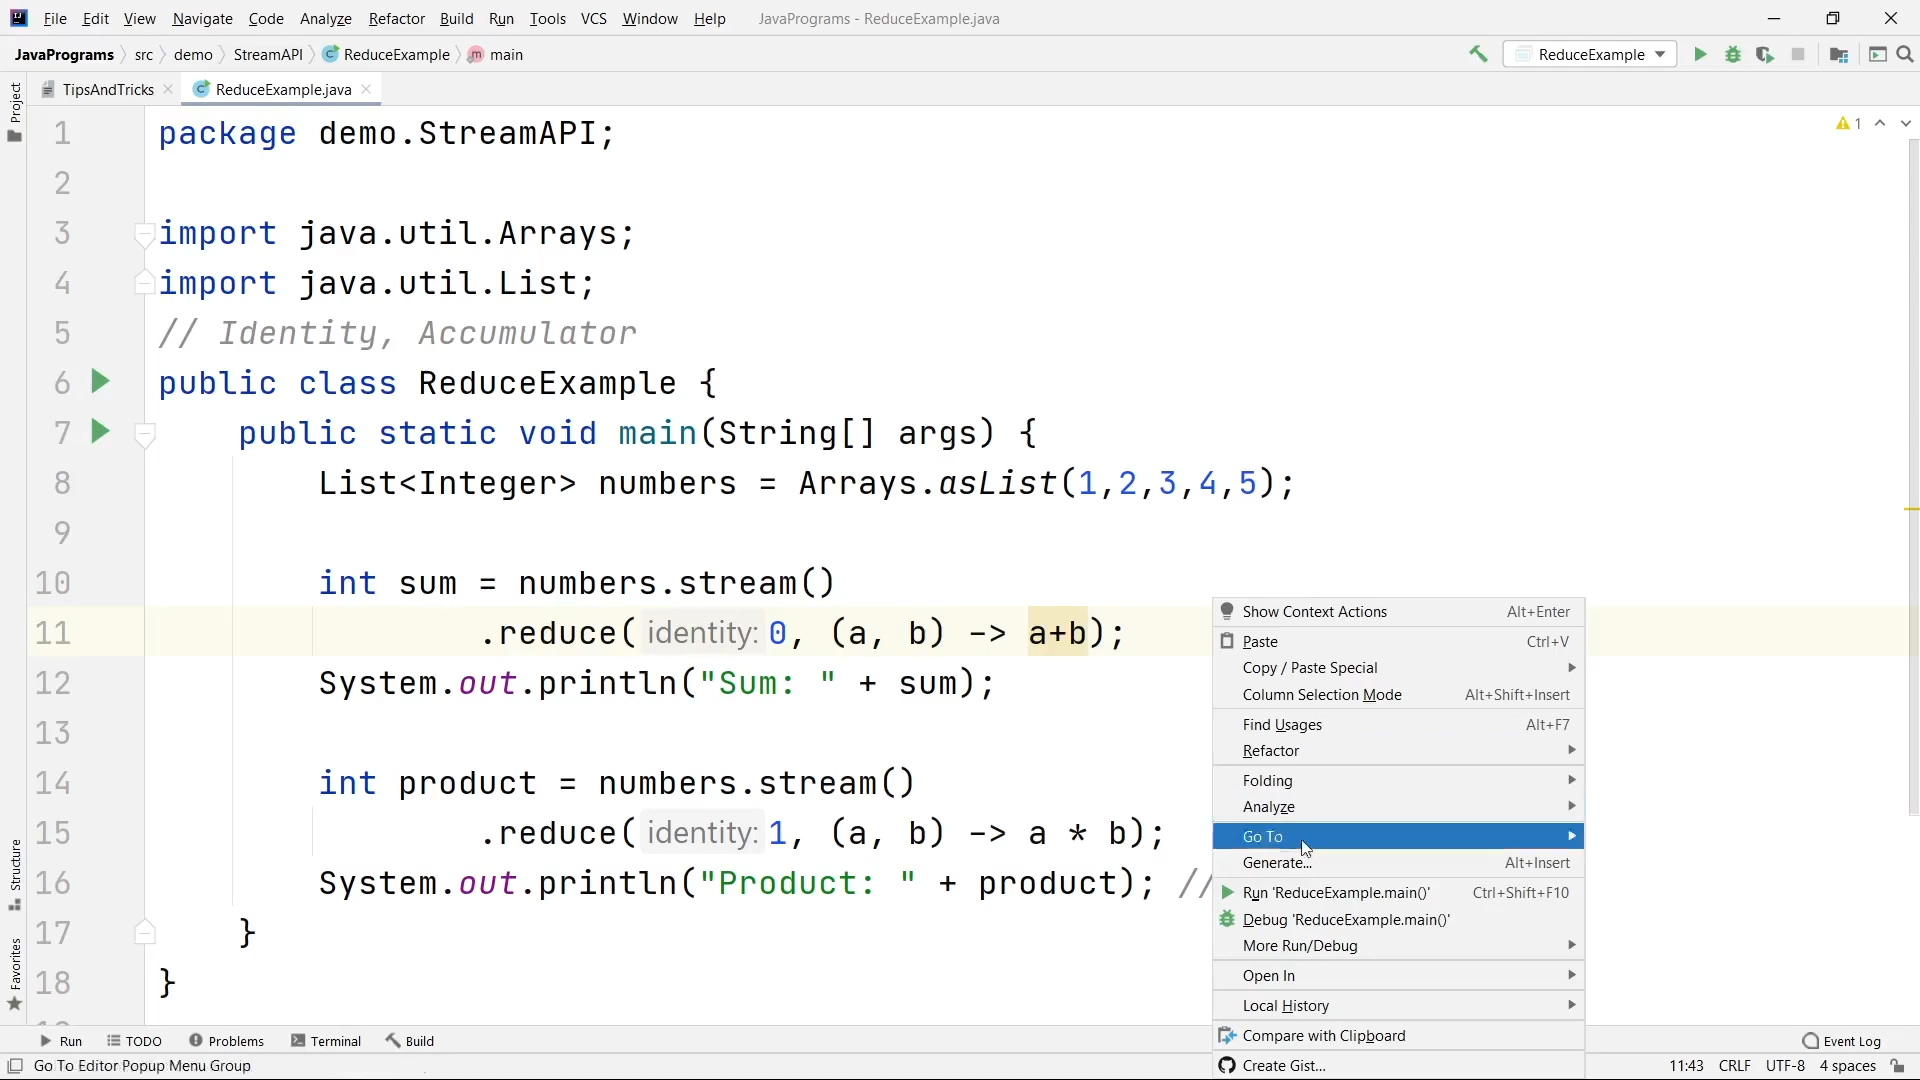 File Edit View Navigate Code Analyze Refactor Build Run Tools VCS Window Help JavaPrograms - ReduceExample.java
JavaPrograms src demo StreamAPI ReduceExample main ReduceExample
TipsAndTricks ReduceExample.java
Project
1 package demo.StreamAPI;
1
2
3 import java.util.Arrays;
4 import java.util.List;
5 // Identity, Accumulator
6 public class ReduceExample {
7 public static void main(String[] args) {
8 List<Integer> numbers = Arrays.asList(1,2,3,4,5);
9
10 int sum = numbers.stream()
11 .reduce( identity: 0, (a, b) -> a+b);
12 System.out.println("Sum: " + sum);
13
14 int product = numbers.stream()
15 .reduce( identity: 1, (a, b) -> a * b);
16 System.out.println("Product: " + product); //
17 }
18 }
Structure
Favorites
Show Context Actions Alt+Enter
Paste Ctrl+V
Copy / Paste Special
Column Selection Mode Alt+Shift+Insert
Find Usages Alt+F7
Refactor
Folding
Analyze
Go To
Generate... Alt+Insert
Run 'ReduceExample.main()' Ctrl+Shift+F10
Debug 'ReduceExample.main()'
More Run/Debug
Open In
Local History
Compare with Clipboard
Create Gist...
Run TODO Problems Terminal Build Event Log
Go To Editor Popup Menu Group 11:43 CRLF UTF-8 4 spaces